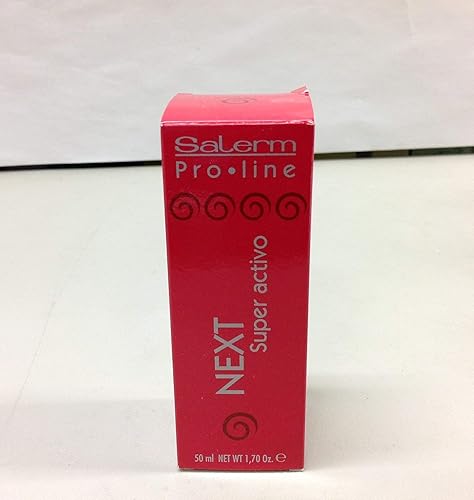 Salerm
Pro•line
NEXT
Super activo
50 ml NET WT 1,70 Oz. ℮